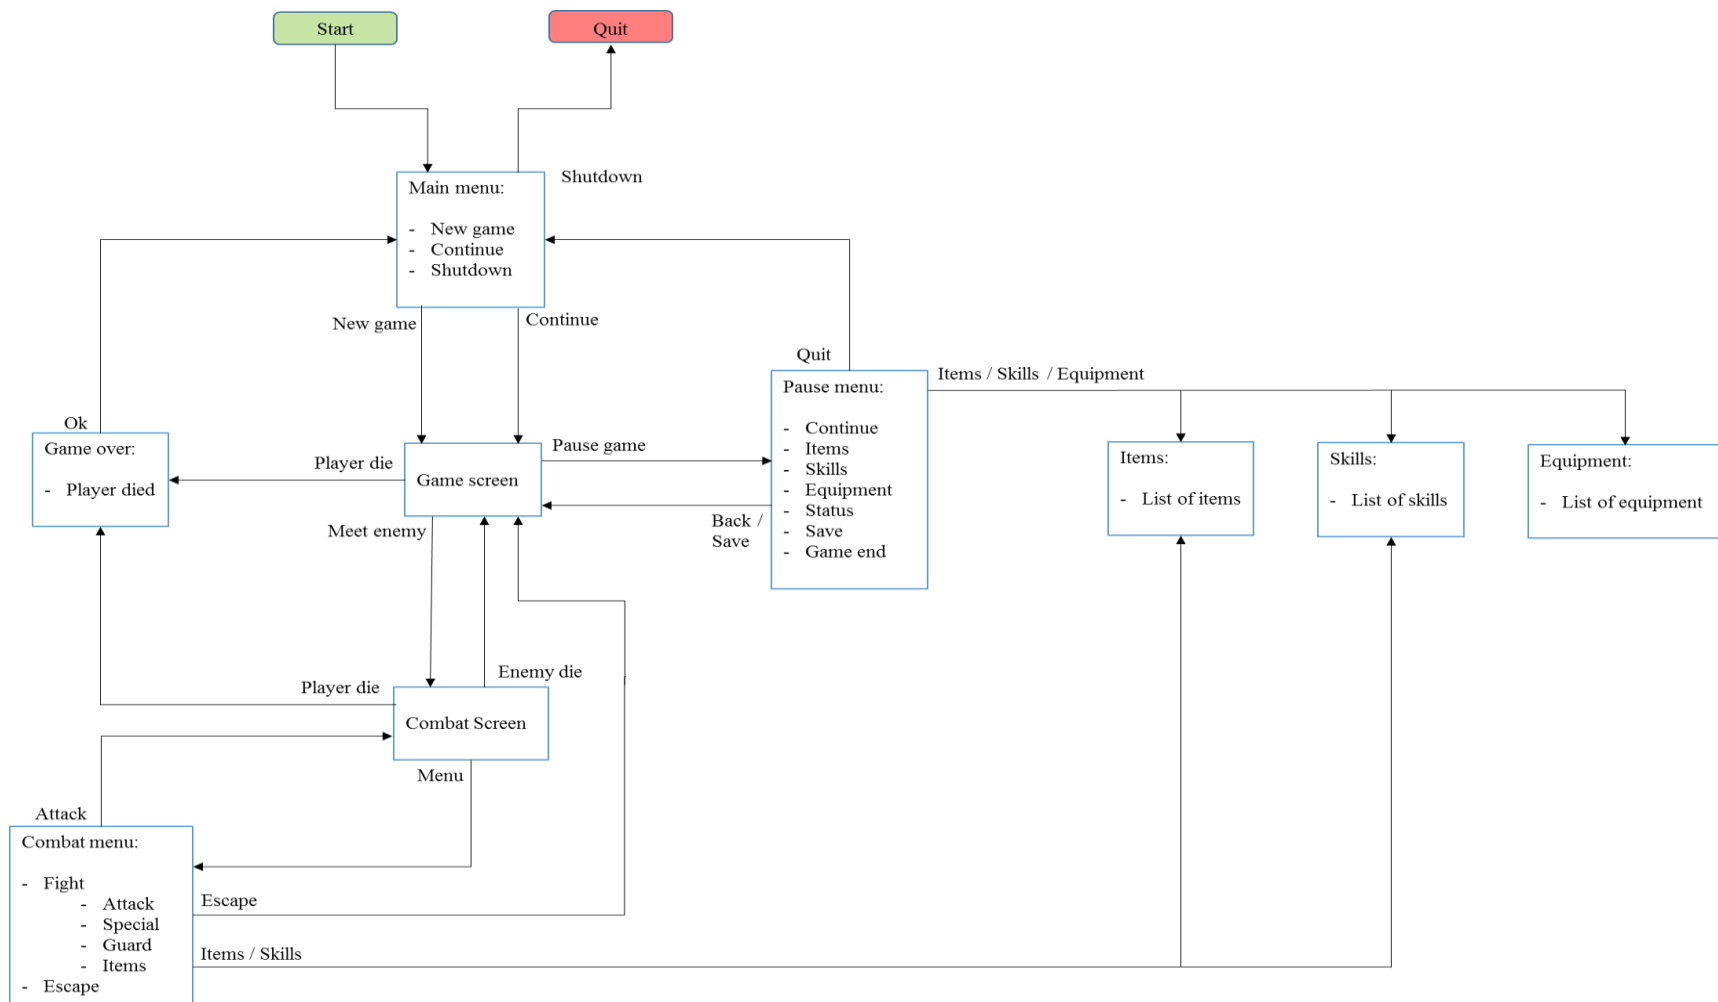 Start
Quit
Shutdown
Main menu:
- New game
- Continue
- Shutdown
New game
Continue
Quit
Items / Skills / Equipment
Pause menu:
- Continue
- Items
- Skills
- Equipment
- Status
- Save
- Game end
Ok
Game over:
- Player died
Player die
Game screen
Pause game
Back /
Save
Items:
- List of items
Skills:
- List of skills
Equipment:
- List of equipment
Meet enemy
Enemy die
Player die
Combat Screen
Menu
Attack
Combat menu:
- Fight
- Attack
- Special
- Guard
- Items
- Escape
Escape
Items / Skills